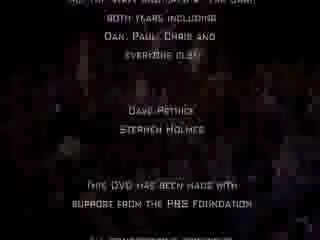 both years including
Dan, Paul, Chris and
everyone else
Dave Petrick
Stephen Holmes
This DVD has been made with
support from the PRS Foundation